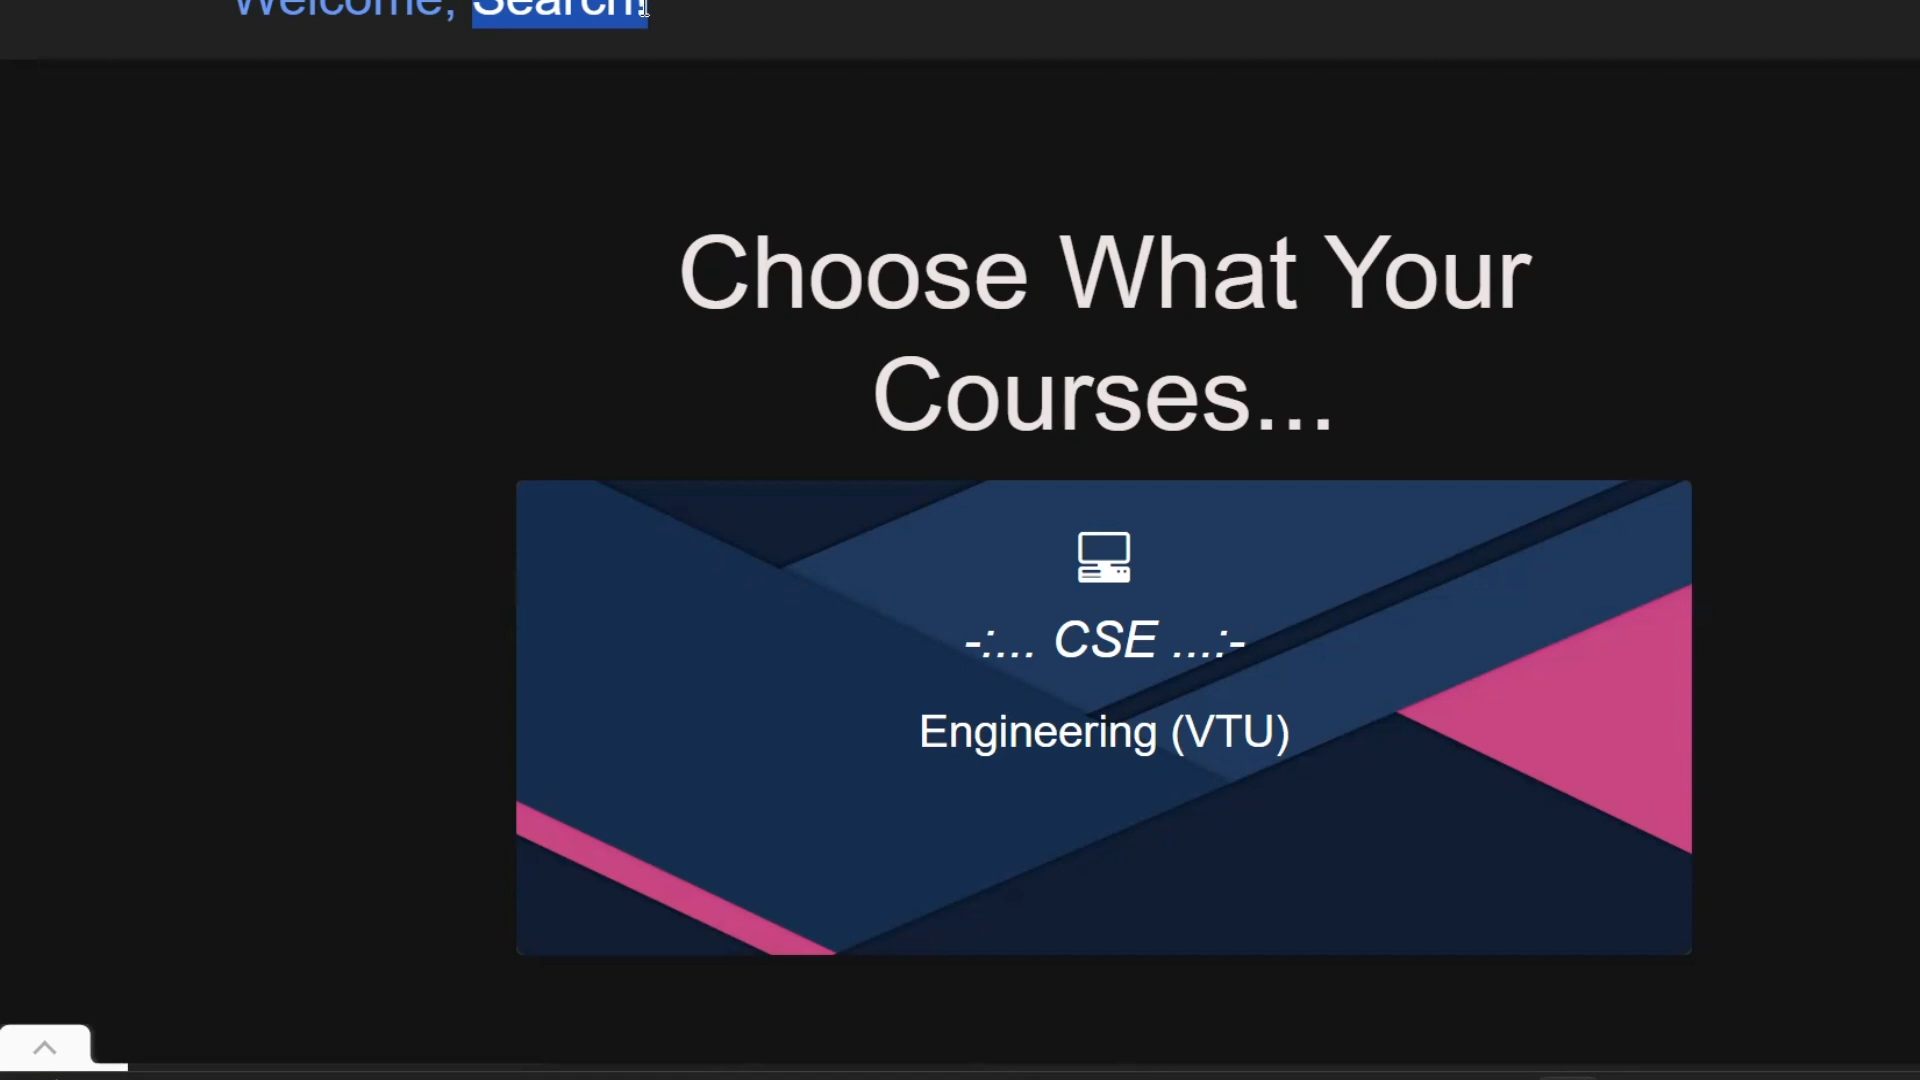 Welcome, Search!
Choose What Your
Courses...
-:... CSE ...:-
Engineering (VTU)